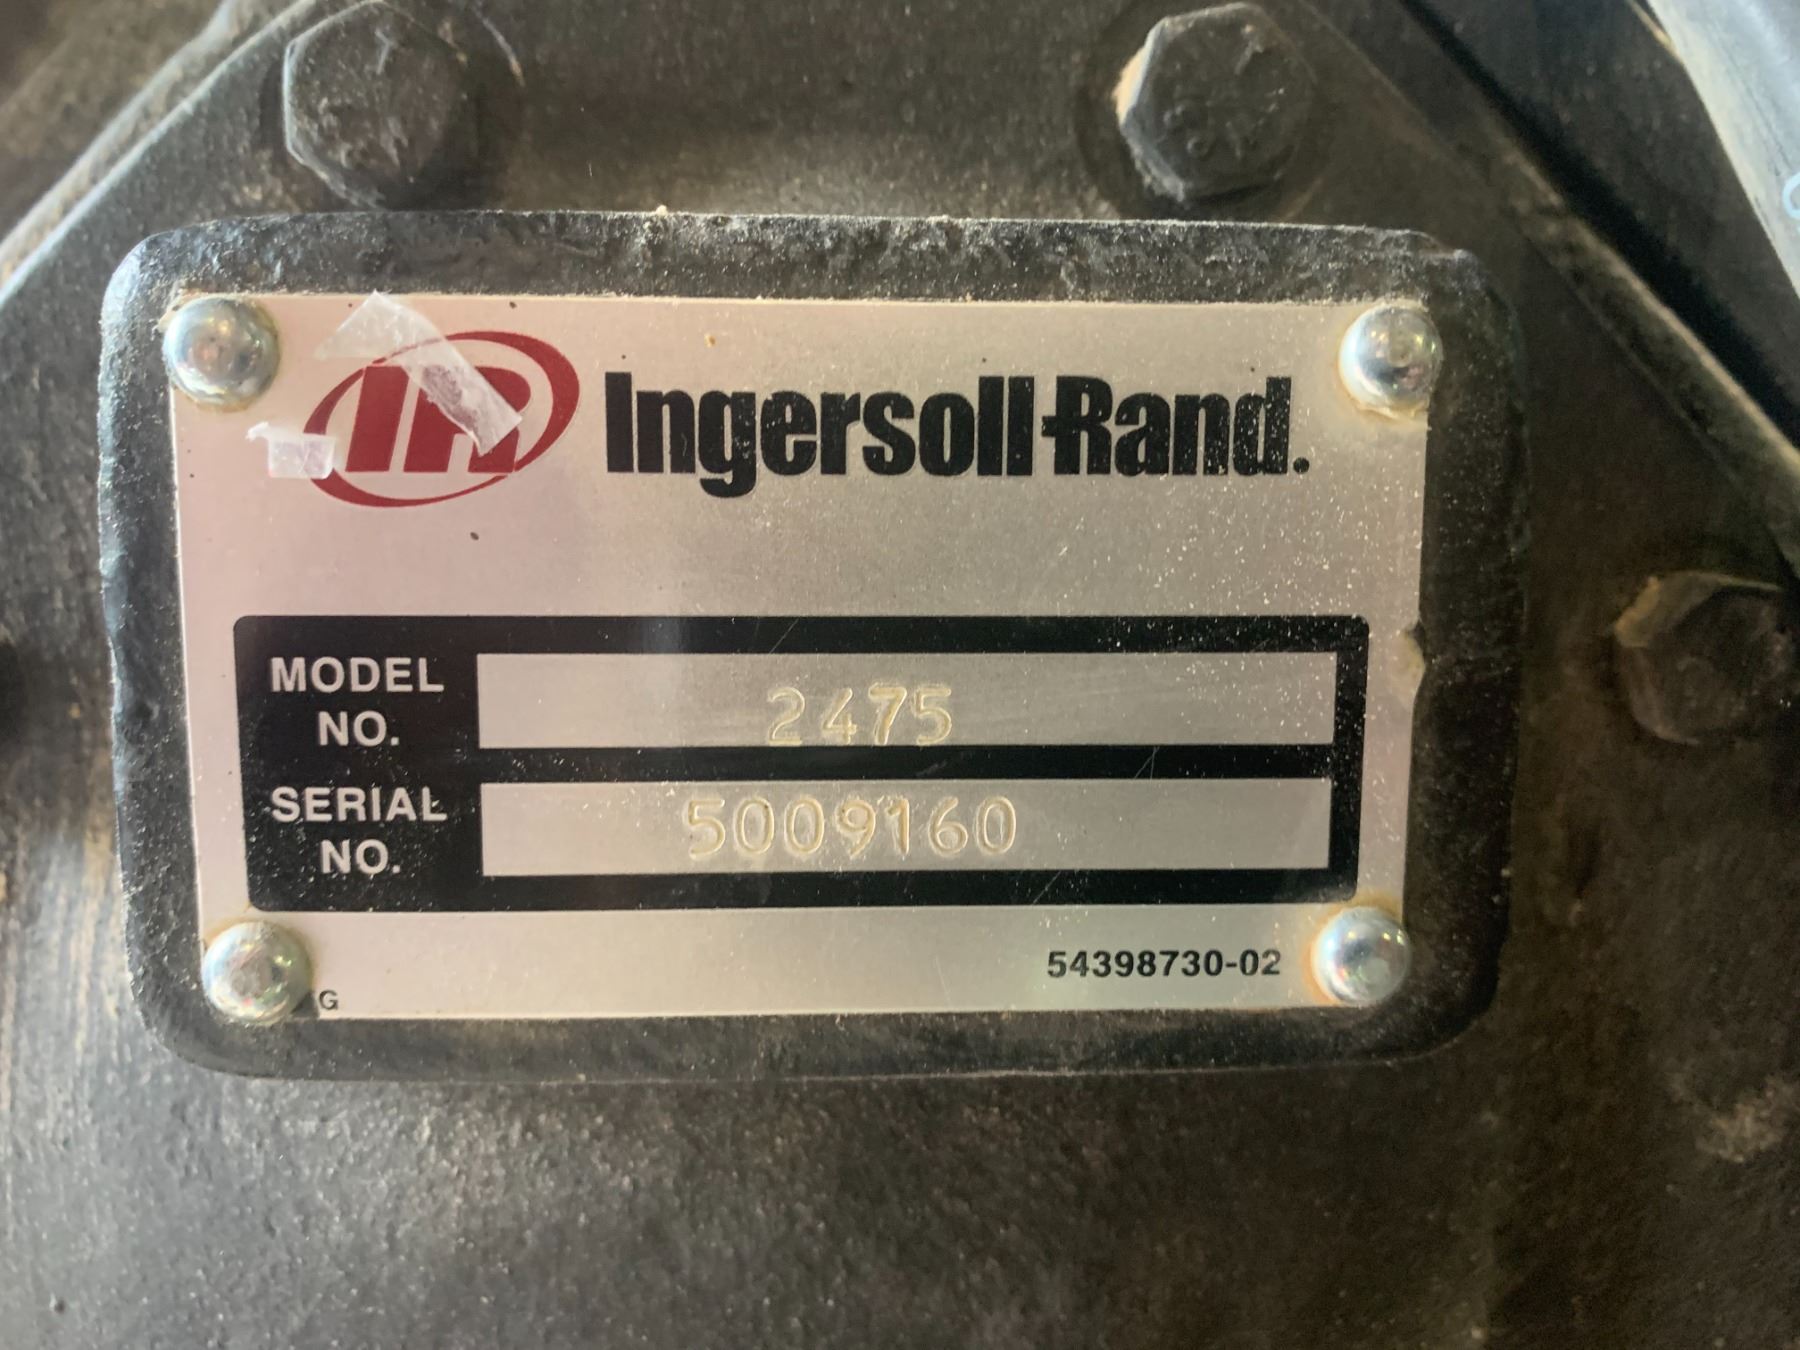 IR Ingersoll-Rand.
MODEL NO. 2475
SERIAL NO. 5009160
54398730-02
G